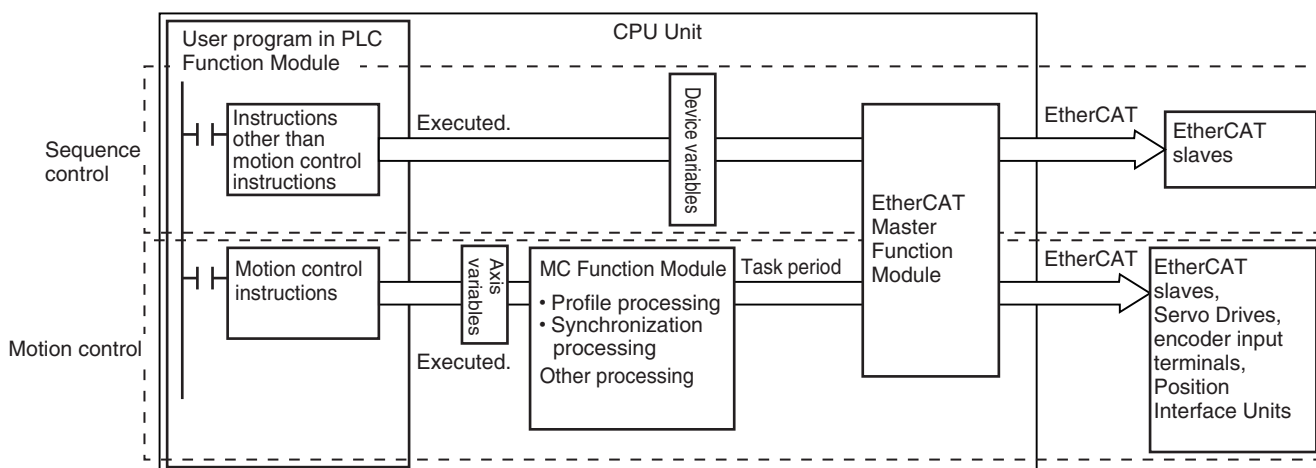 User program in PLC
Function Module
CPU Unit
Sequence
control
Instructions
other than
motion control
instructions
Executed.
Device variables
EtherCAT
Master
Function
Module
EtherCAT
EtherCAT
slaves
Motion control
Motion control
instructions
Axis
variables
Executed.
MC Function Module
• Profile processing
• Synchronization
processing
Other processing
Task period
EtherCAT
EtherCAT
slaves,
Servo Drives,
encoder input
terminals,
Position
Interface Units